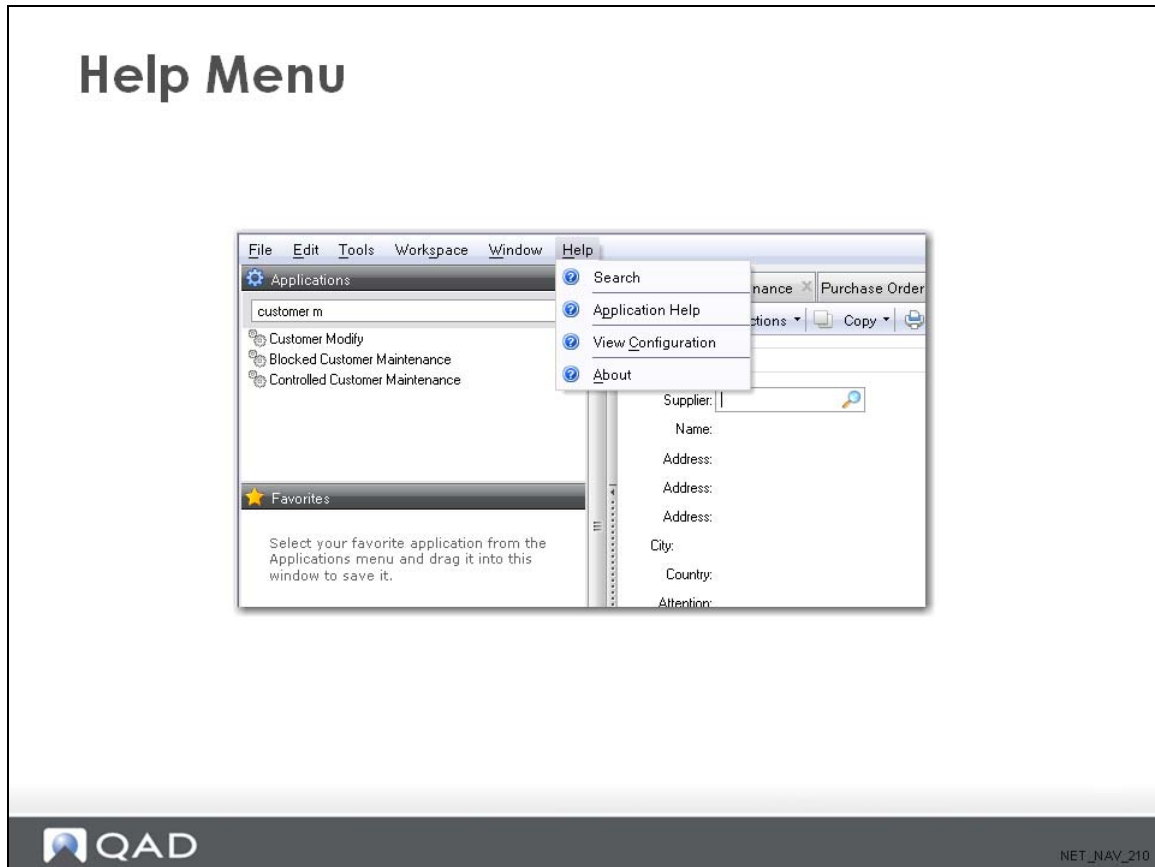 Help Menu
File Edit Tools Workspace Window Help
Applications
customer m
Customer Modify
Blocked Customer Maintenance
Controlled Customer Maintenance
Favorites
Select your favorite application from the
Applications menu and drag it into this
window to save it.
Search
Application Help
View Configuration
About
nance Purchase Order
ctions Copy
Supplier:
Name:
Address:
Address:
Address:
City:
Country:
Attention:
QAD
NET_NAV_210